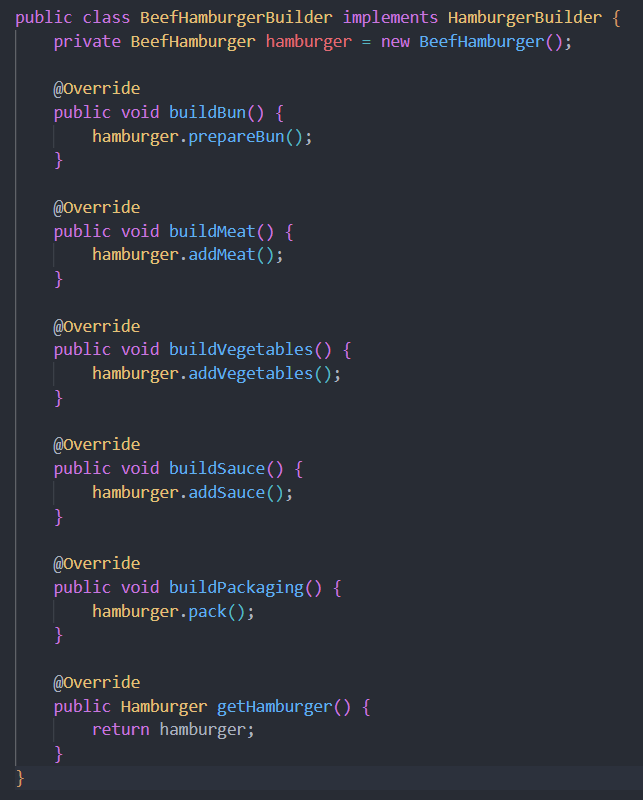 public class BeefHamburgerBuilder implements HamburgerBuilder {
    private BeefHamburger hamburger = new BeefHamburger();

    @Override
    public void buildBun() {
        hamburger.prepareBun();
    }

    @Override
    public void buildMeat() {
        hamburger.addMeat();
    }

    @Override
    public void buildVegetables() {
        hamburger.addVegetables();
    }

    @Override
    public void buildSauce() {
        hamburger.addSauce();
    }

    @Override
    public void buildPackaging() {
        hamburger.pack();
    }

    @Override
    public Hamburger getHamburger() {
        return hamburger;
    }
}